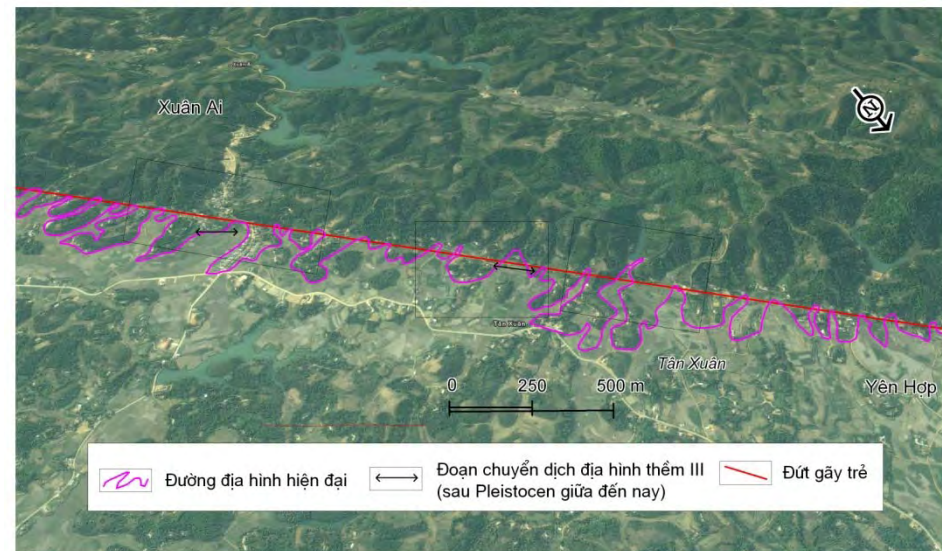 Xuân Ai
N
Tân Xuân
Tân Xuân
Yên Hợp
0 250 500 m
Đường địa hình hiện đại
Đoạn chuyển dịch địa hình thềm III
(sau Pleistocen giữa đến nay)
Đứt gãy trẻ